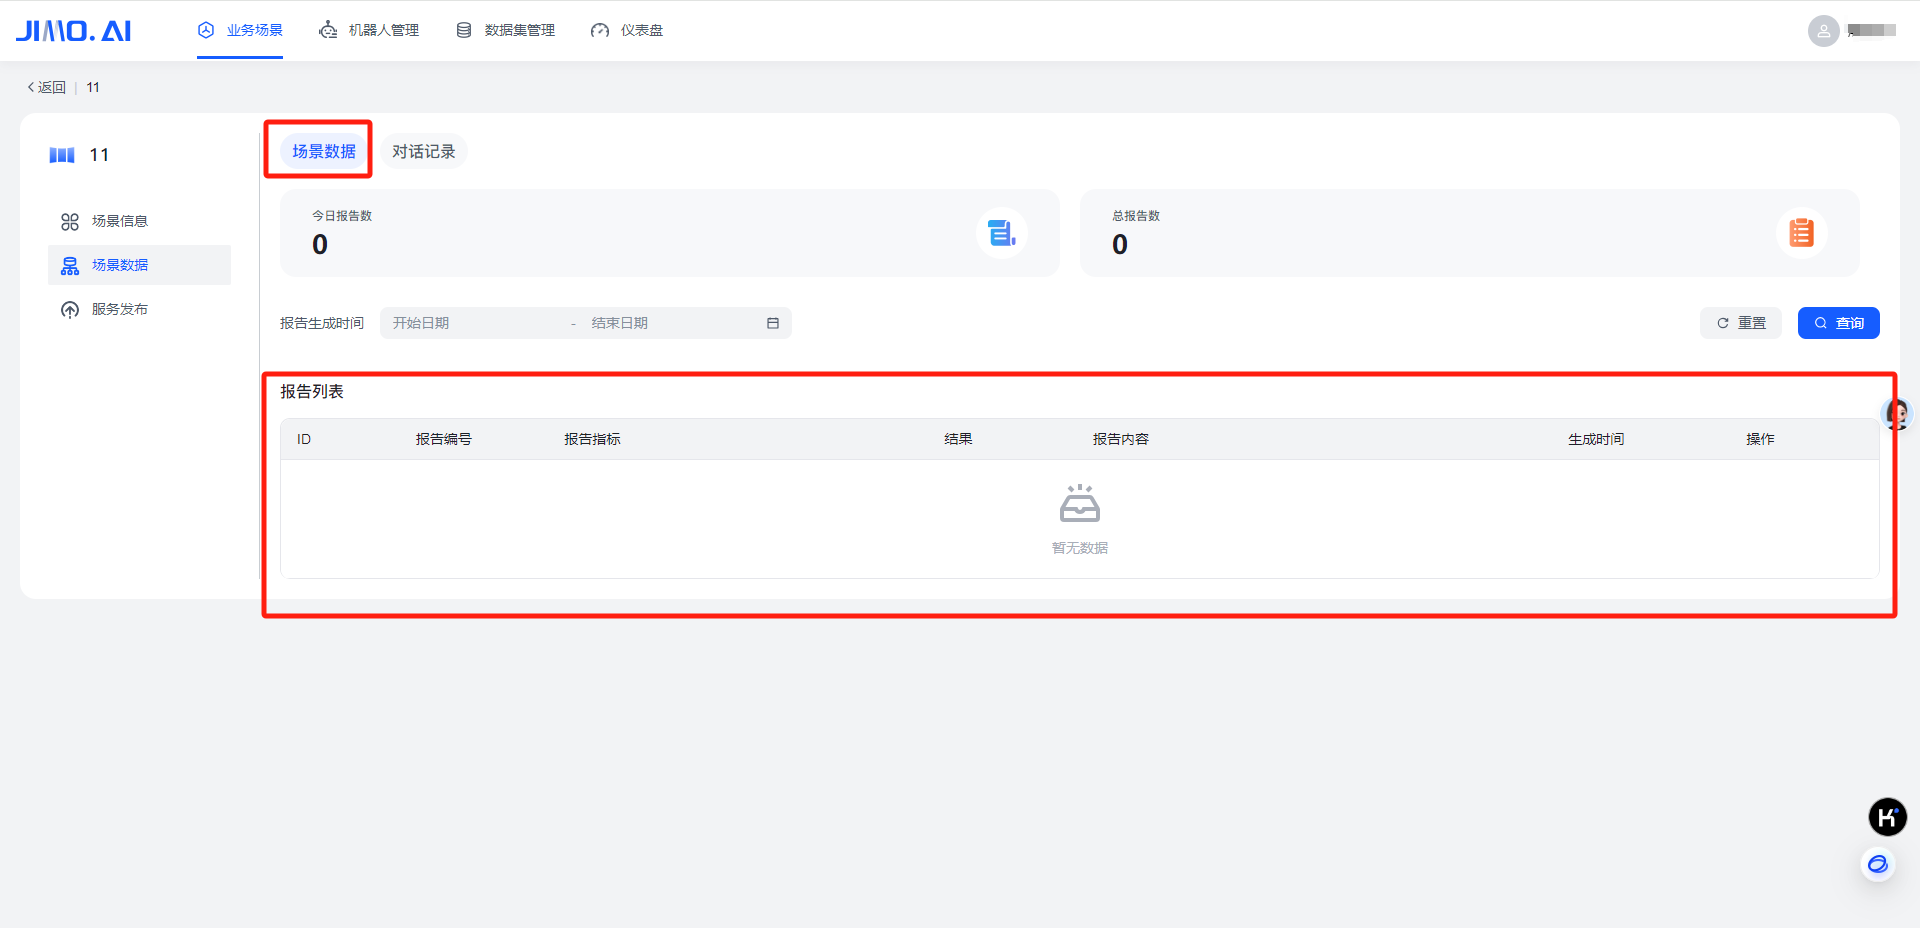 JIMO.AI 业务场景 机器人管理 数据集管理 仪表盘
返回 | 11
11
场景信息
场景数据
服务发布
场景数据 对话记录
今日报告数
0
总报告数
0
报告生成时间 开始日期 - 结束日期 重置 查询
报告列表
ID 报告编号 报告指标 结果 报告内容 生成时间 操作
暂无数据
K